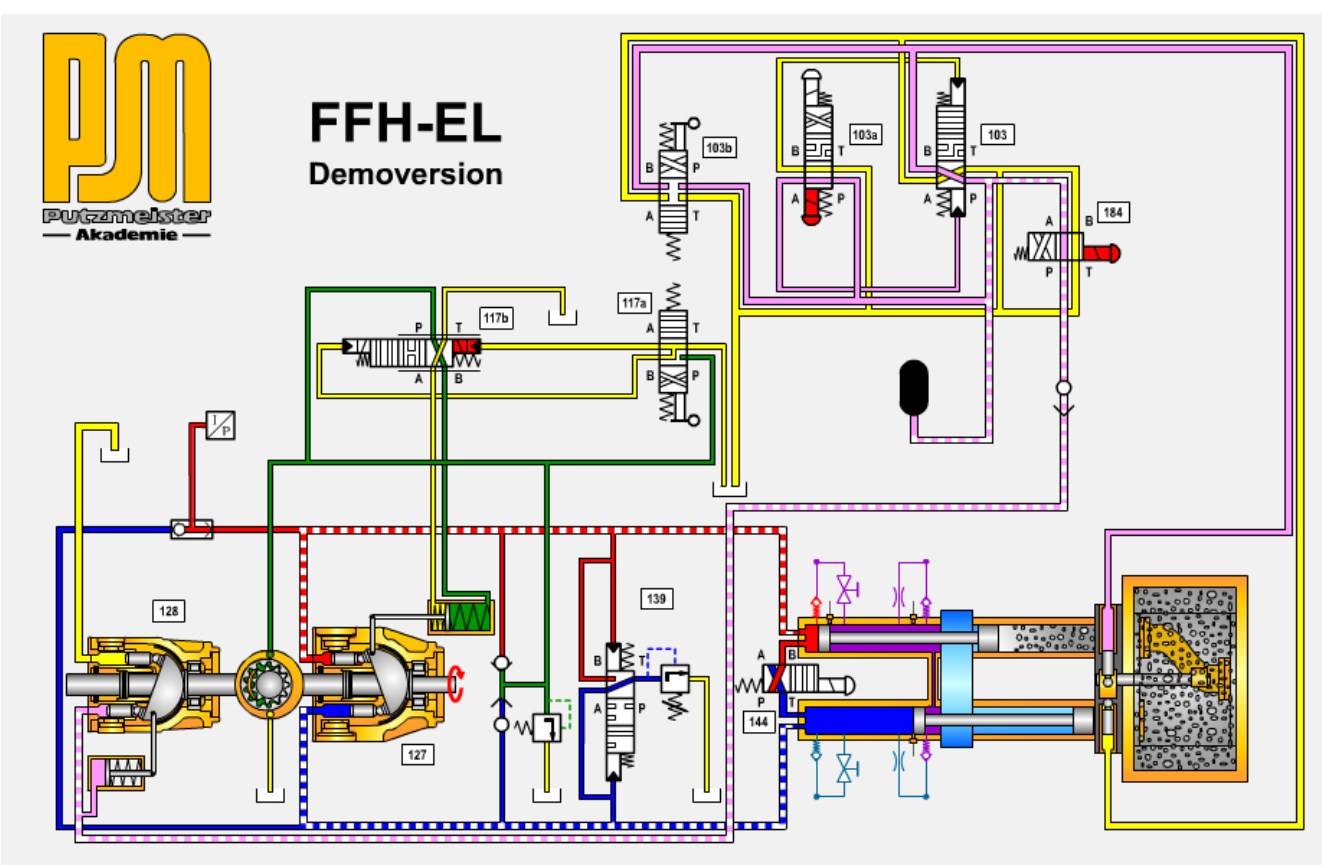 PM
Putzmeister
Akademie
FFH-EL
Demoversion
103b
B P
A T
103a
B T
A P
103
B T
A P
184
A B
P T
117b
P T
A B
117a
A T
B P
I/P
128
127
139
B T
A P
A B
P T
144